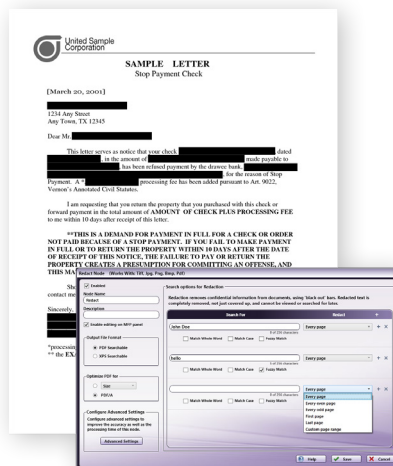 United Sample
Corporation
SAMPLE LETTER
Stop Payment Check
[March 20, 2001]
1234 Any Street
Any Town, TX 12345
Dear Mr.
This letter serves as notice that your check , dated
, in the amount of made payable to
, has been refused payment by the drawee bank,
, for the reason of Stop
Payment. A * processing fee has been added pursuant to Art. 9022,
Vernon's Annotated Civil Statutes.
I am requesting that you return the property that you purchased with this check or
forward payment in the total amount of AMOUNT OF CHECK PLUS PROCESSING FEE
to me within 10 days after receipt of this letter.
**THIS IS A DEMAND FOR PAYMENT IN FULL FOR A CHECK OR ORDER
NOT PAID BECAUSE OF A STOP PAYMENT. IF YOU FAIL TO MAKE PAYMENT
IN FULL OR TO RETURN THE PROPERTY WITHIN 10 DAYS AFTER THE DATE
OF RECEIPT OF THIS NOTICE, THE FAILURE TO PAY OR RETURN THE
PROPERTY CREATES A PRESUMPTION FOR COMMITTING AN OFFENSE, AND
THIS MA
Sho
contact me
Sincerely,
*processin
** the EX
Redact Node (Works With: Tiff, Jpg, Png, Bmp, Pdf)
Enabled
Node Name
Redact
Description
Enable editing on MFP panel
Output File Format
PDF Searchable
XPS Searchable
Optimize PDF for
Size
PDF/A
Configure Advanced Settings
Configure advanced settings to
improve the accuracy as well as the
processing time of this node.
Advanced Settings
Search options for Redaction
Redaction removes confidential information from documents, using 'black out' bars. Redacted text is
completely removed, not just covered up, and cannot be viewed or searched for later.
Search For Redact +
John Doe Every page + ×
Match Whole Word Match Case Fuzzy Match
hello Every page + ×
Match Whole Word Match Case Fuzzy Match
Every page + ×
Match Whole Word Match Case Fuzzy Match
Every page
Every even page
Every odd page
First page
Last page
Custom page range
Help Save Cancel